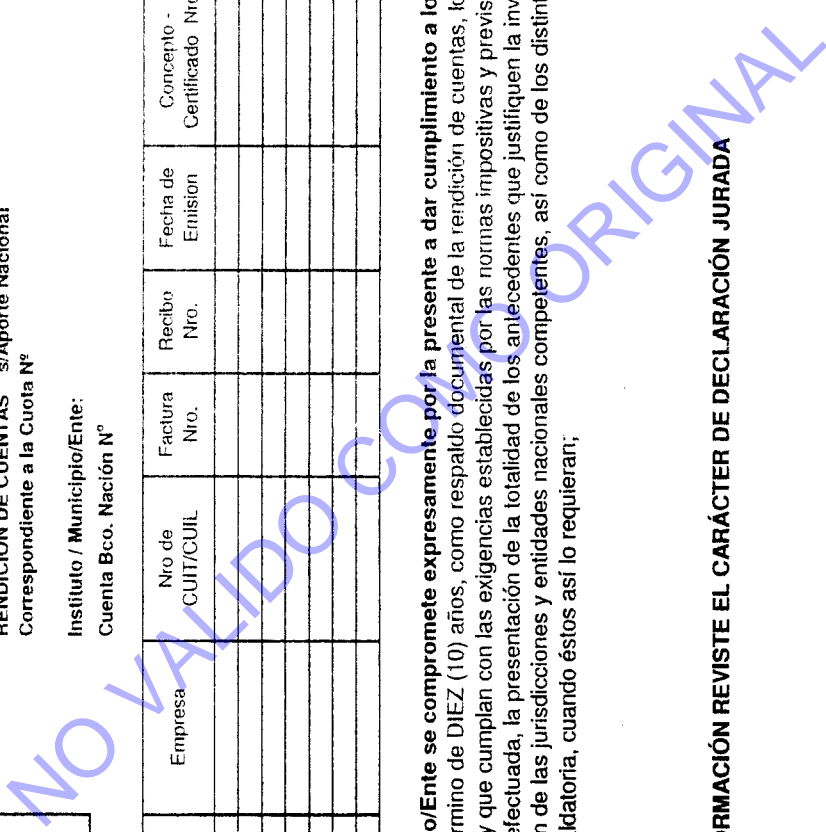 RENDICIÓN DE CUENTAS s/Aporte Nacional
Correspondiente a la Cuota Nº
Instituto / Municipio/Ente:
Cuenta Bco. Nación N°
Empresa
Nro de
CUIT/CUIL
Factura
Nro.
Recibo
Nro.
Fecha de
Emision
Concepto -
Certificado Nro
o/Ente se compromete expresamente por la presente a dar cumplimiento a lo
rmino de DIEZ (10) años, como respaldo documental de la rendición de cuentas, lo
y que cumplan con las exigencias establecidas por las normas impositivas y previs
efectuada, la presentación de la totalidad de los antecedentes que justifiquen la inv
n de las jurisdicciones y entidades nacionales competentes, así como de los distint
ldatoria, cuando éstos así lo requieran;
RMACIÓN REVISTE EL CARÁCTER DE DECLARACIÓN JURADA
NO VALIDO COMO ORIGINAL